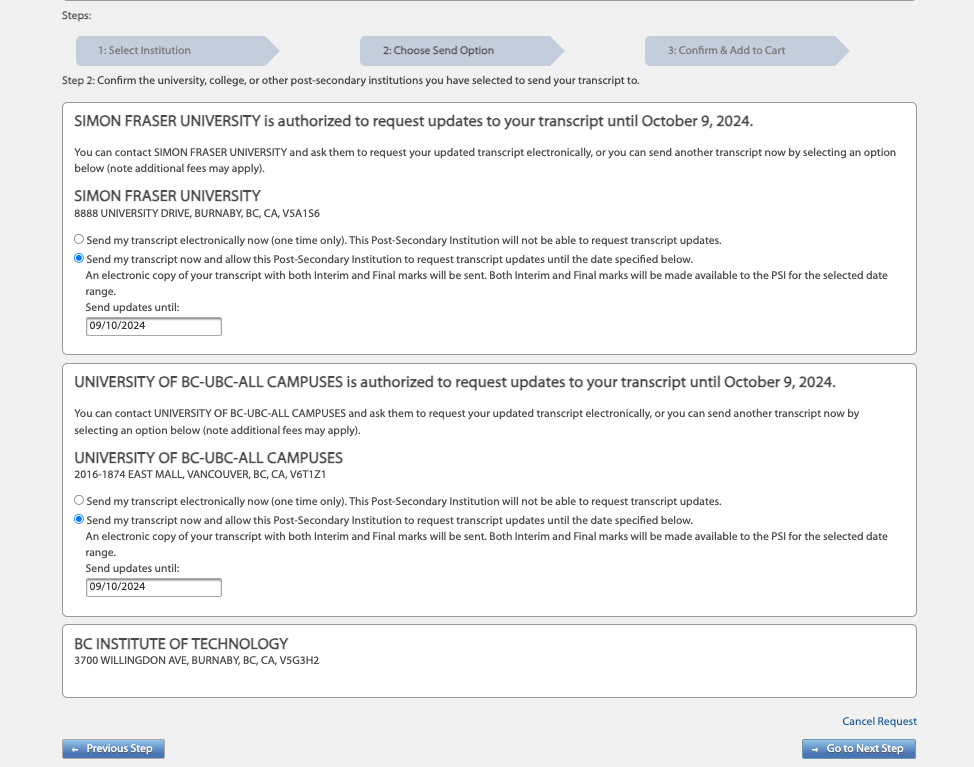 Steps:
1: Select Institution
2: Choose Send Option
3: Confirm & Add to Cart
Step 2: Confirm the university, college, or other post-secondary institutions you have selected to send your transcript to.
SIMON FRASER UNIVERSITY is authorized to request updates to your transcript until October 9, 2024.
You can contact SIMON FRASER UNIVERSITY and ask them to request your updated transcript electronically, or you can send another transcript now by selecting an option
below (note additional fees may apply).
SIMON FRASER UNIVERSITY
8888 UNIVERSITY DRIVE, BURNABY, BC, CA, V5A1S6
Send my transcript electronically now (one time only). This Post-Secondary Institution will not be able to request transcript updates.
Send my transcript now and allow this Post-Secondary Institution to request transcript updates until the date specified below.
An electronic copy of your transcript with both Interim and Final marks will be sent. Both Interim and Final marks will be made available to the PSI for the selected date
range.
Send updates until:
09/10/2024
UNIVERSITY OF BC-UBC-ALL CAMPUSES is authorized to request updates to your transcript until October 9, 2024.
You can contact UNIVERSITY OF BC-UBC-ALL CAMPUSES and ask them to request your updated transcript electronically, or you can send another transcript now by
selecting an option below (note additional fees may apply).
UNIVERSITY OF BC-UBC-ALL CAMPUSES
2016-1874 EAST MALL, VANCOUVER, BC, CA, V6T1Z1
Send my transcript electronically now (one time only). This Post-Secondary Institution will not be able to request transcript updates.
Send my transcript now and allow this Post-Secondary Institution to request transcript updates until the date specified below.
An electronic copy of your transcript with both Interim and Final marks will be sent. Both Interim and Final marks will be made available to the PSI for the selected date
range.
Send updates until:
09/10/2024
BC INSTITUTE OF TECHNOLOGY
3700 WILLINGDON AVE, BURNABY, BC, CA, V5G3H2
Cancel Request
← Previous Step
→ Go to Next Step